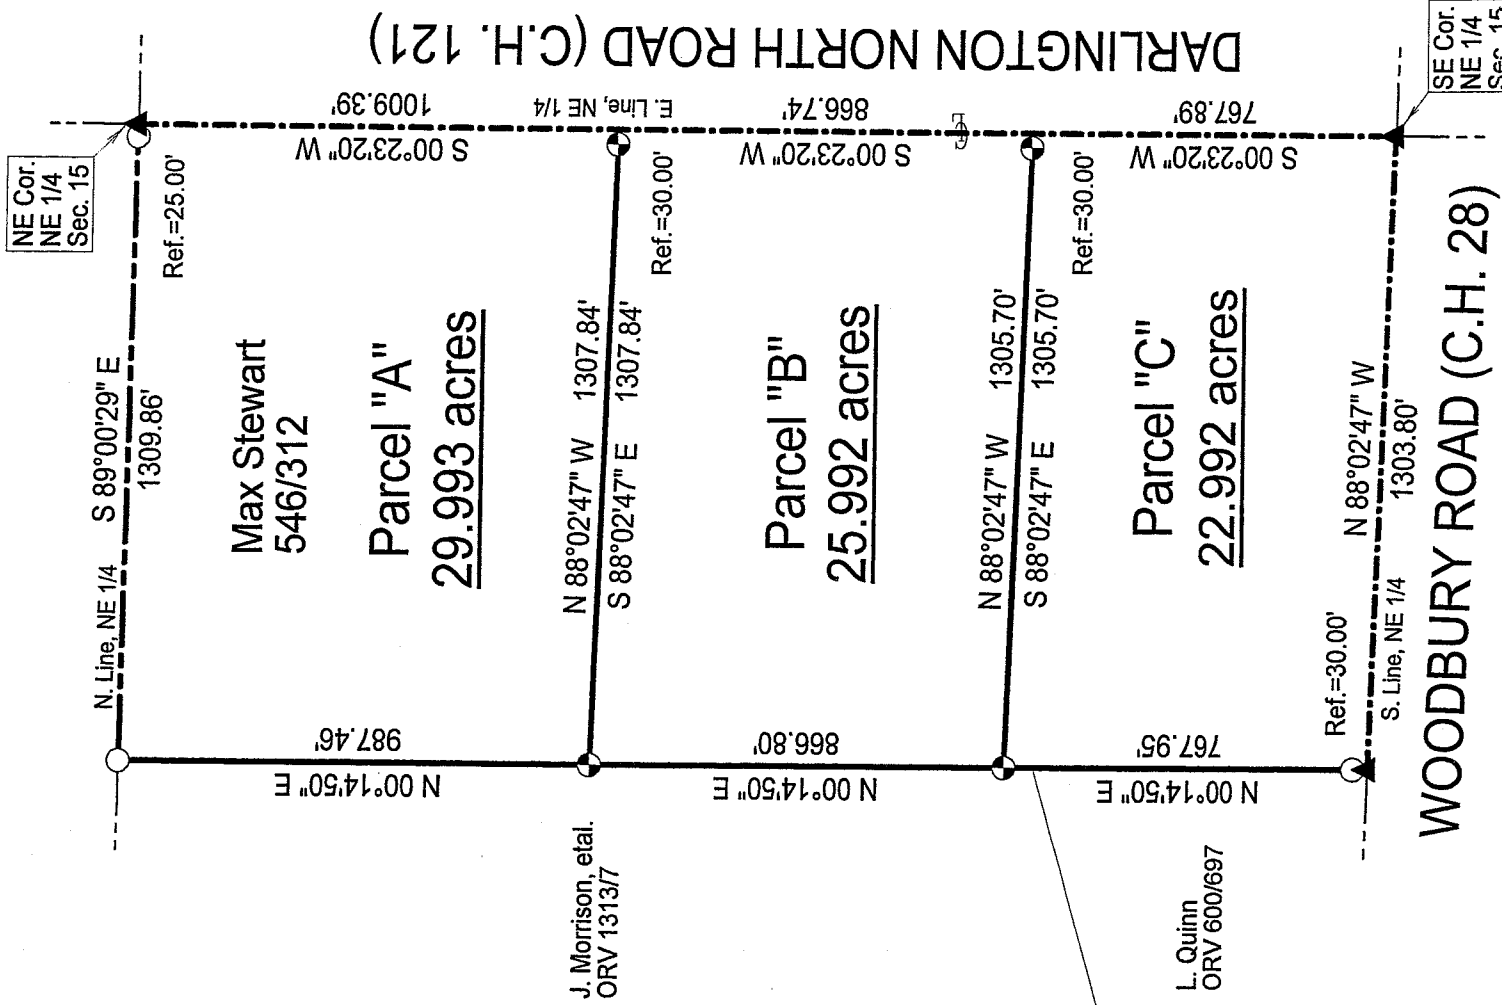 NE Cor.
NE 1/4
Sec. 15
DARLINGTON NORTH ROAD (C.H. 121)
N. Line, NE 1/4
S 89°00'29" E
1309.86'
Ref.=25.00'
S 00°23'20" W
1009.39'
E. Line, NE 1/4
Max Stewart
546/312
Parcel "A"
29.993 acres
N 00°14'50" E
987.46'
N 88°02'47" W 1307.84'
S 88°02'47" E 1307.84'
Ref.=30.00'
J. Morrison, etal.
ORV 1313/7
S 00°23'20" W
866.74'
Parcel "B"
25.992 acres
N 00°14'50" E
866.80'
N 88°02'47" W 1305.70'
S 88°02'47" E 1305.70'
Ref.=30.00'
S 00°23'20" W
767.89'
Parcel "C"
22.992 acres
N 00°14'50" E
767.95'
L. Quinn
ORV 600/697
Ref.=30.00'
S. Line, NE 1/4
N 88°02'47" W
1303.80'
SE Cor.
NE 1/4
Sec. 15
WOODBURY ROAD (C.H. 28)